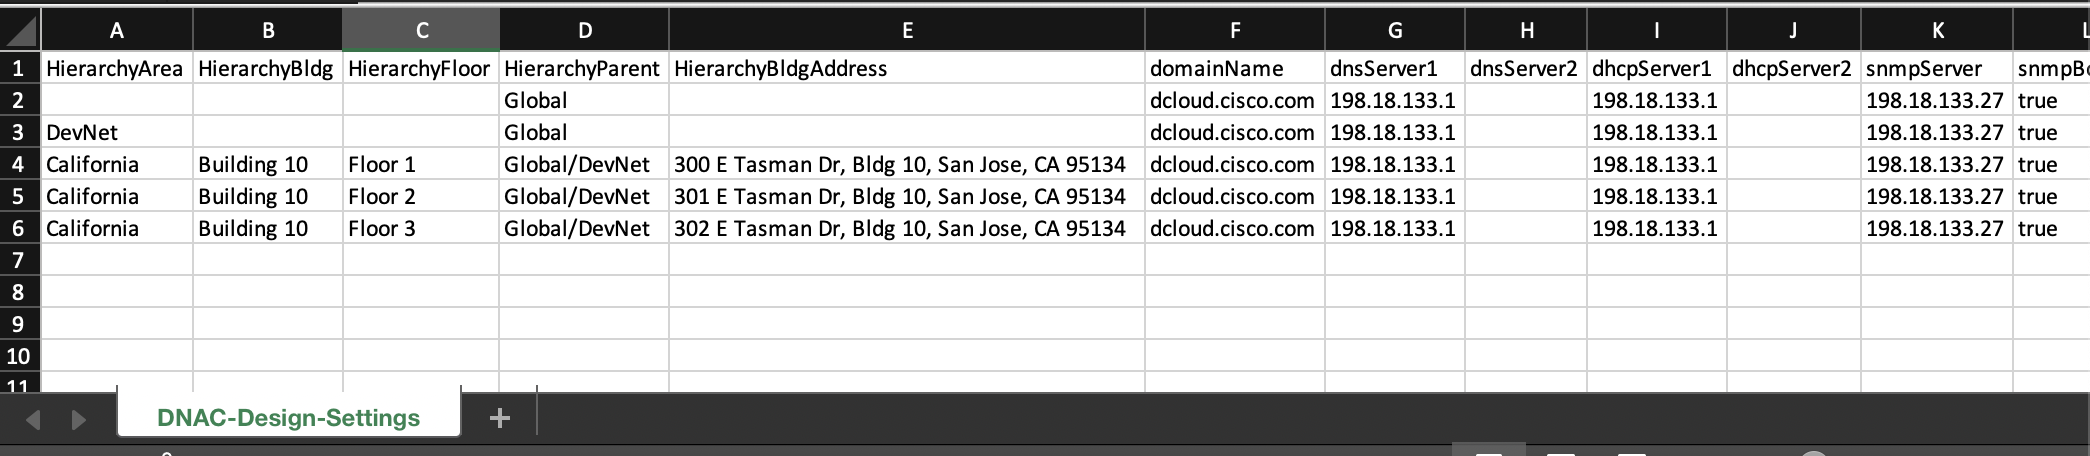 A B C D E F G H I J K L
1 HierarchyArea HierarchyBldg HierarchyFloor HierarchyParent HierarchyBldgAddress domainName dnsServer1 dnsServer2 dhcpServer1 dhcpServer2 snmpServer
2 Global dcloud.cisco.com 198.18.133.1 198.18.133.1 198.18.133.27 true
3 DevNet Global dcloud.cisco.com 198.18.133.1 198.18.133.1 198.18.133.27 true
4 California Building 10 Floor 1 Global/DevNet 300 E Tasman Dr, Bldg 10, San Jose, CA 95134 dcloud.cisco.com 198.18.133.1 198.18.133.1 198.18.133.27 true
5 California Building 10 Floor 2 Global/DevNet 301 E Tasman Dr, Bldg 10, San Jose, CA 95134 dcloud.cisco.com 198.18.133.1 198.18.133.1 198.18.133.27 true
6 California Building 10 Floor 3 Global/DevNet 302 E Tasman Dr, Bldg 10, San Jose, CA 95134 dcloud.cisco.com 198.18.133.1 198.18.133.1 198.18.133.27 true
7
8
9
10
11
DNAC-Design-Settings +